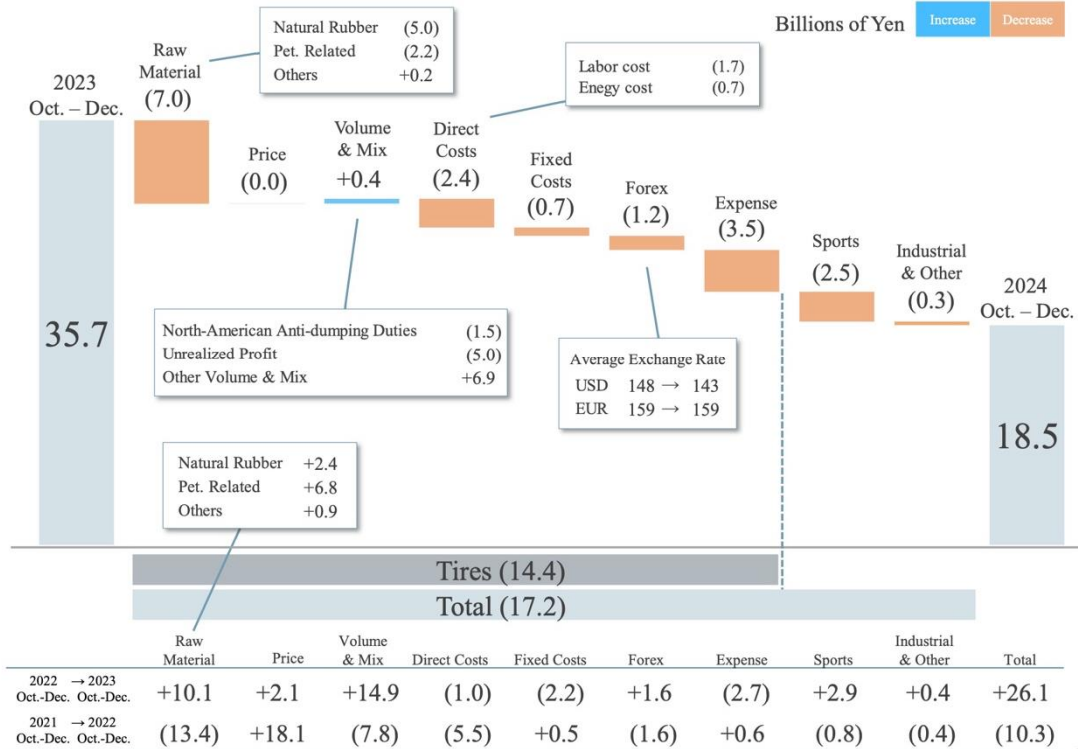 Billions of Yen Increase Decrease
2023
Oct. – Dec.
35.7
Raw
Material
(7.0)
Natural Rubber (5.0)
Pet. Related (2.2)
Others +0.2
Price
(0.0)
Volume
& Mix
+0.4
North-American Anti-dumping Duties (1.5)
Unrealized Profit (5.0)
Other Volume & Mix +6.9
Direct
Costs
(2.4)
Labor cost (1.7)
Enegy cost (0.7)
Fixed
Costs
(0.7)
Forex
(1.2)
Average Exchange Rate
USD 148 → 143
EUR 159 → 159
Expense
(3.5)
Sports
(2.5)
Industrial
& Other
(0.3)
2024
Oct. – Dec.
18.5
Natural Rubber +2.4
Pet. Related +6.8
Others +0.9
Tires (14.4)
Total (17.2)
Raw
Material
Price
Volume
& Mix
Direct Costs
Fixed Costs
Forex
Expense
Sports
Industrial
& Other
Total
2022 → 2023
Oct.-Dec. Oct.-Dec.
+10.1 +2.1 +14.9 (1.0) (2.2) +1.6 (2.7) +2.9 +0.4 +26.1
2021 → 2022
Oct.-Dec. Oct.-Dec.
(13.4) +18.1 (7.8) (5.5) +0.5 (1.6) +0.6 (0.8) (0.4) (10.3)